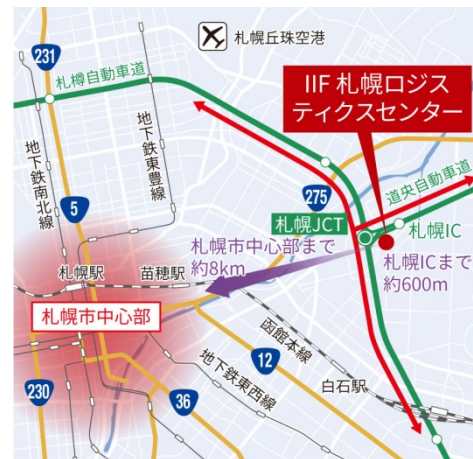 札幌丘珠空港
231
札樽自動車道
IIF 札幌ロジス
ティクスセンター
地下鉄南北線
地下鉄東豊線
5
275
道央自動車道
札幌JCT
札幌IC
札幌市中心部まで
約8km
札幌ICまで
約600m
札幌駅
苗穂駅
札幌市中心部
函館本線
12
地下鉄東西線
白石駅
230
36